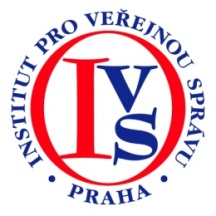 INSTITUT PRO VEŘEJNOU SPRÁVU
• PRAHA •
IVS